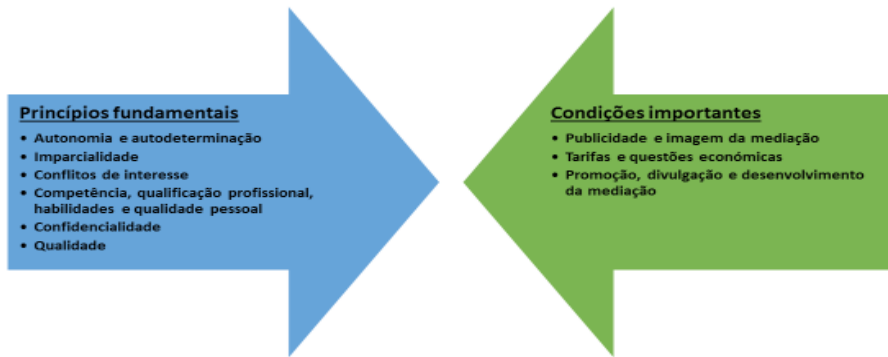 Princípios fundamentais
• Autonomia e autodeterminação
• Imparcialidade
• Conflitos de interesse
• Competência, qualificação profissional,
habilidades e qualidade pessoal
• Confidencialidade
• Qualidade
Condições importantes
• Publicidade e imagem da mediação
• Tarifas e questões económicas
• Promoção, divulgação e desenvolvimento
da mediação